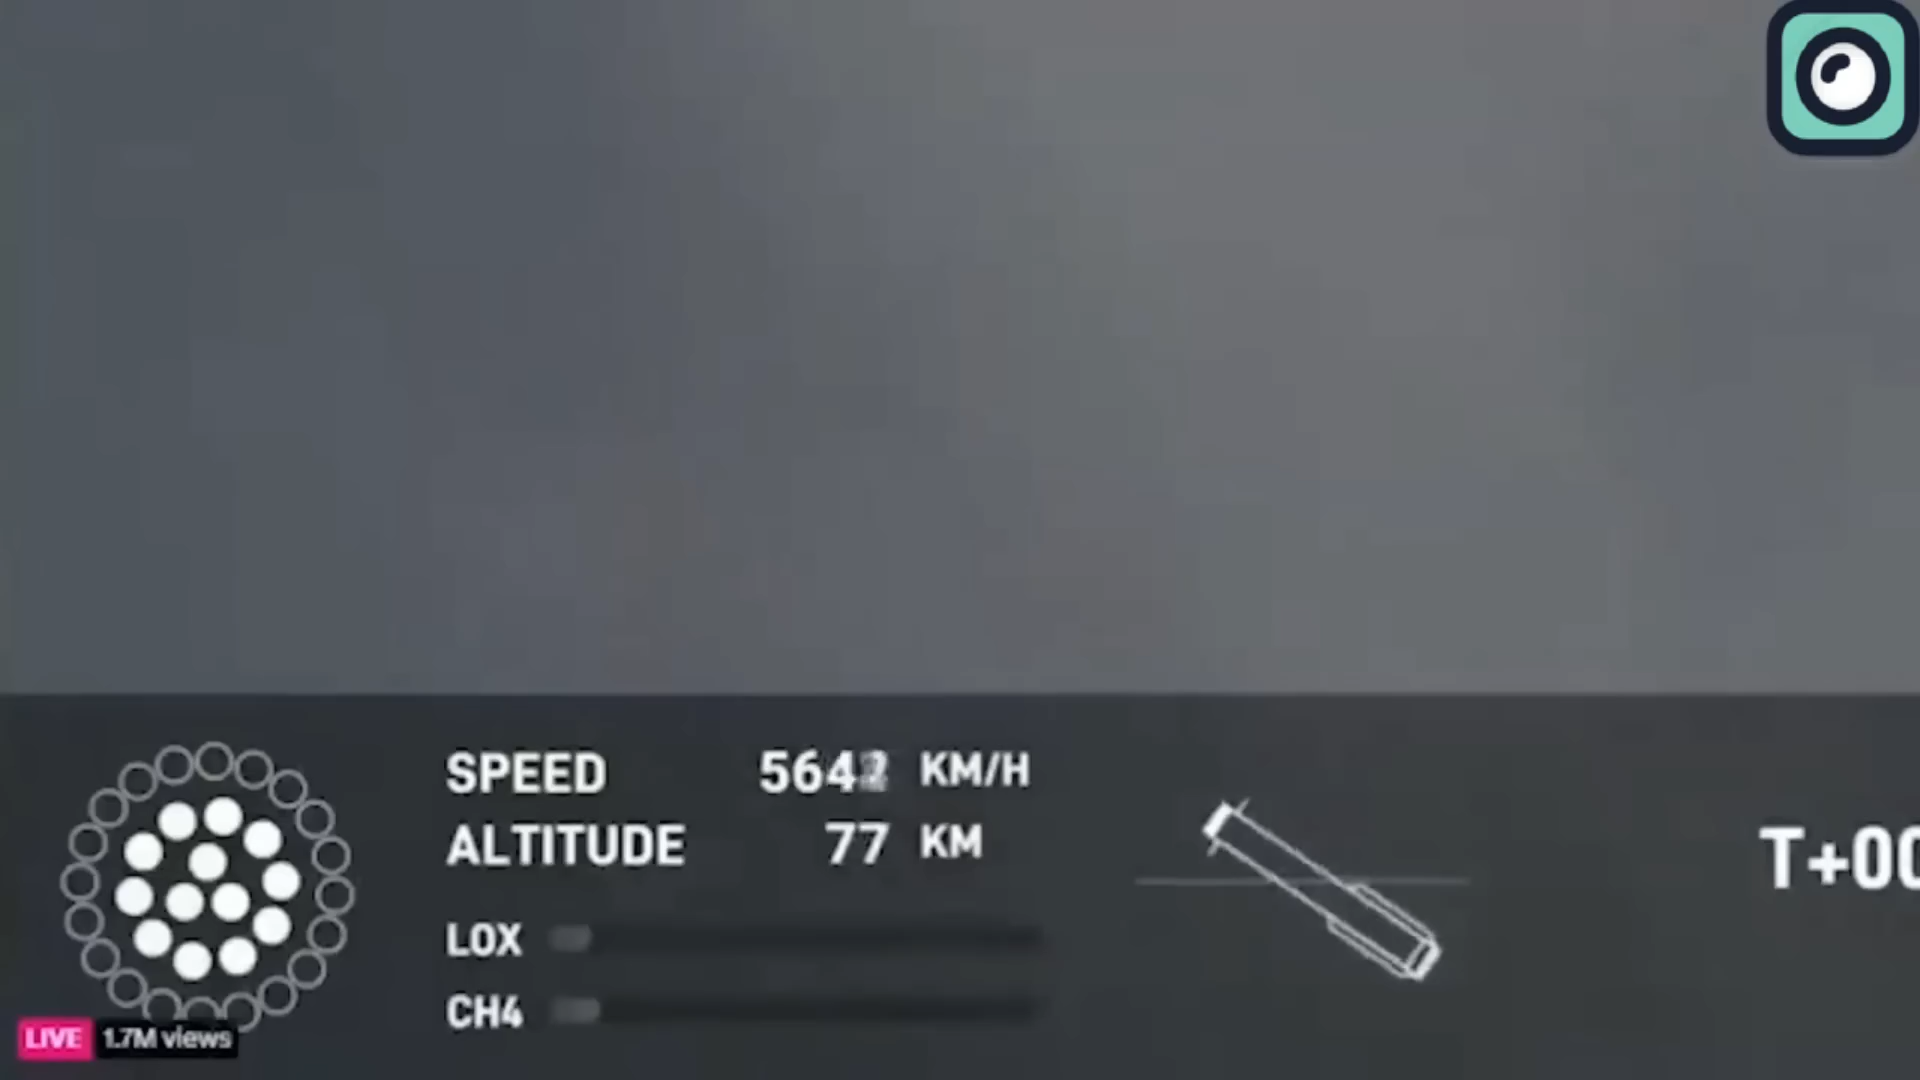 SPEED 564 KM/H
ALTITUDE 77 KM
T+00
LOX
CH4
LIVE 1.7M views